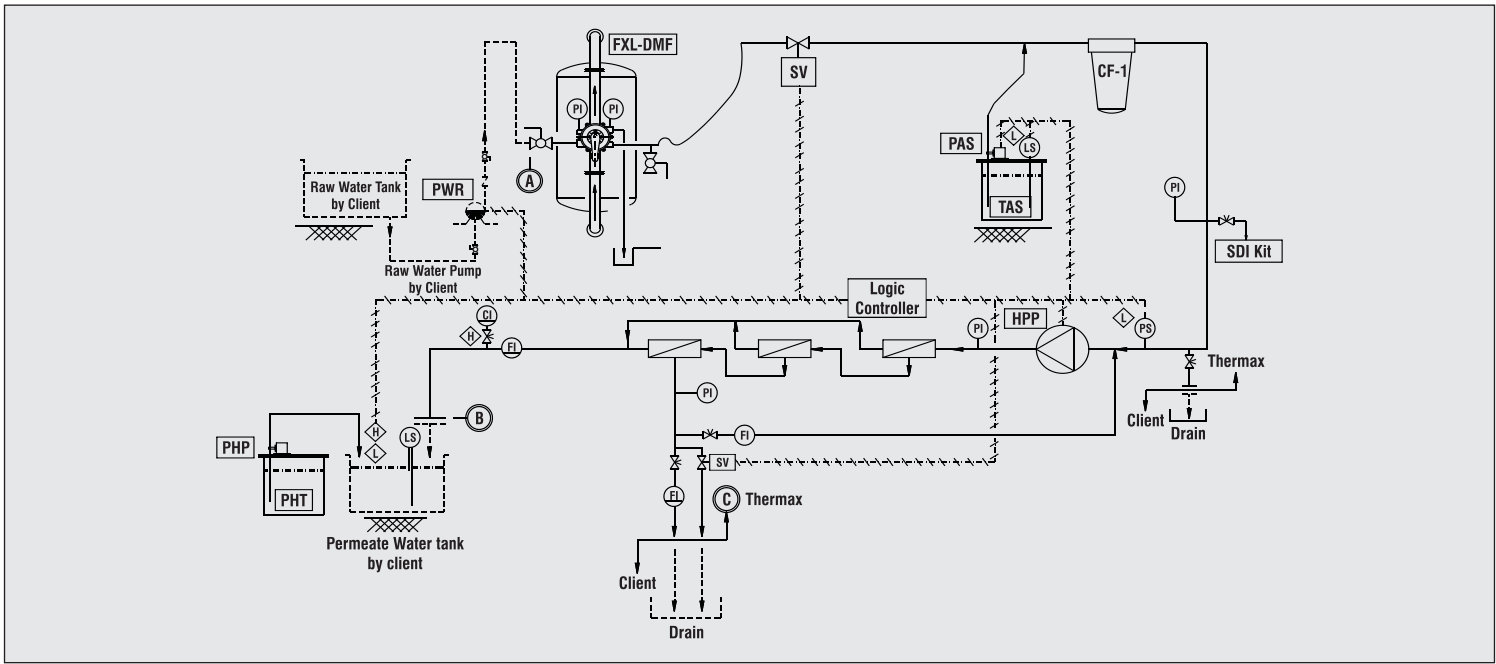 FXL-DMF
PI
PI
SV
CF-1
PAS
L
LS
TAS
PI
SDI Kit
Raw Water Tank
by Client
PWR
A
Raw Water Pump
by Client
Logic
Controller
CI
H
FI
PI
HPP
L
PS
Thermax
Client
Drain
PI
B
FI
H
L
LS
SV
PHP
PHT
FI
C
Thermax
Permeate Water tank
by client
Client
Drain